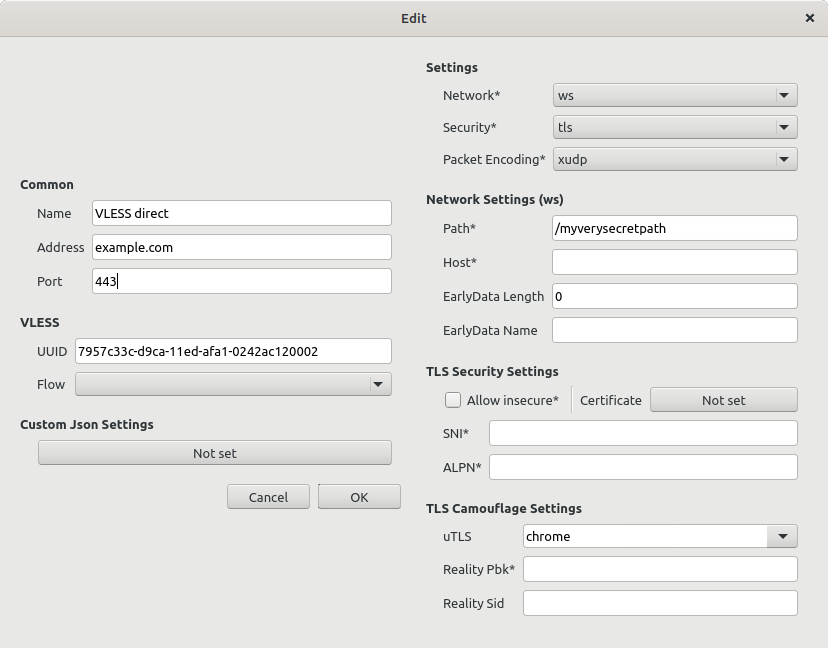 Edit
Common
Name VLESS direct
Address example.com
Port 443
VLESS
UUID 7957c33c-d9ca-11ed-afa1-0242ac120002
Flow
Custom Json Settings
Not set
Cancel OK
Settings
Network* ws
Security* tls
Packet Encoding* xudp
Network Settings (ws)
Path* /myverysecretpath
Host*
EarlyData Length 0
EarlyData Name
TLS Security Settings
Allow insecure* Certificate Not set
SNI*
ALPN*
TLS Camouflage Settings
uTLS chrome
Reality Pbk*
Reality Sid